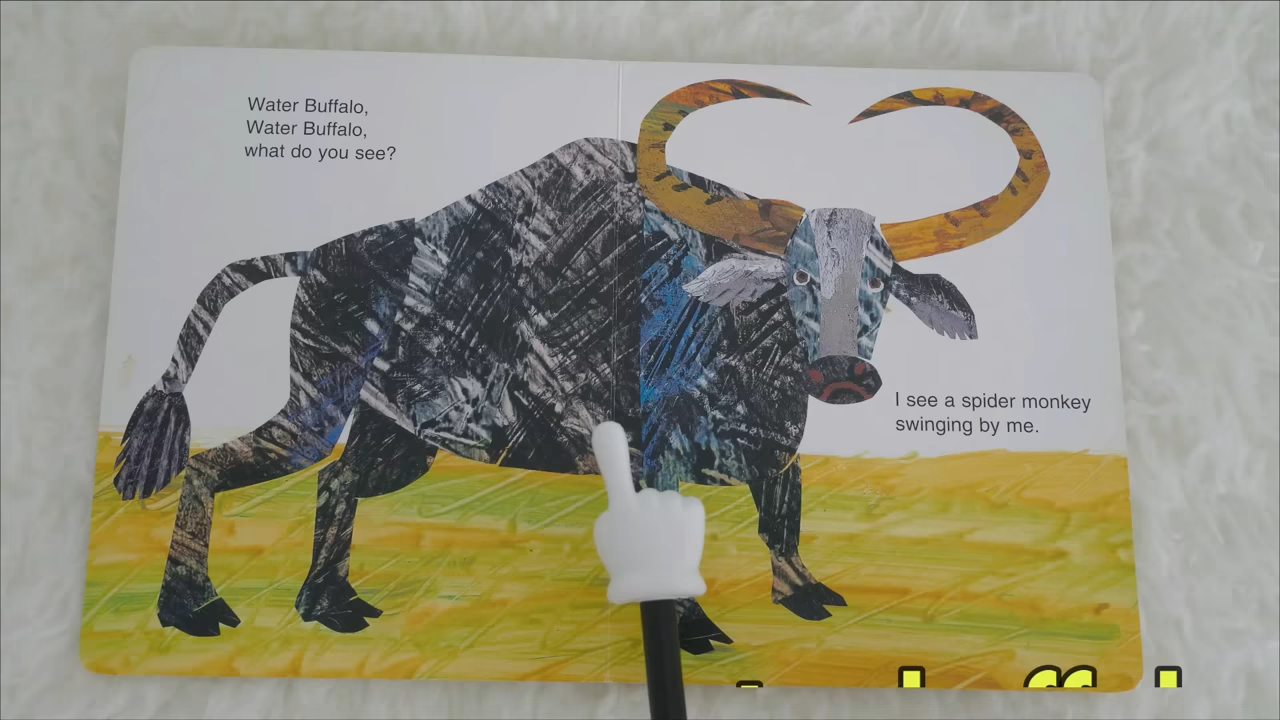 Water Buffalo,
Water Buffalo,
what do you see?
I see a spider monkey
swinging by me.